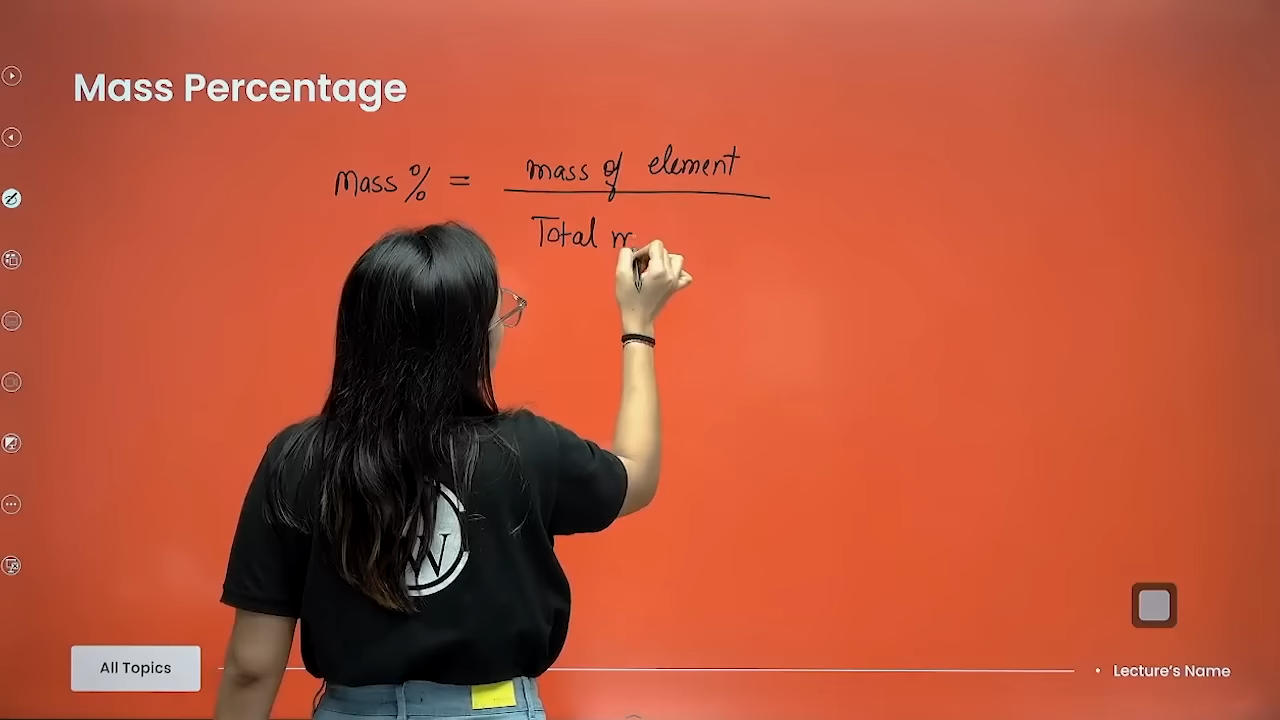 Mass Percentage
Mass % = mass of element
Total m
All Topics
• Lecture's Name
W